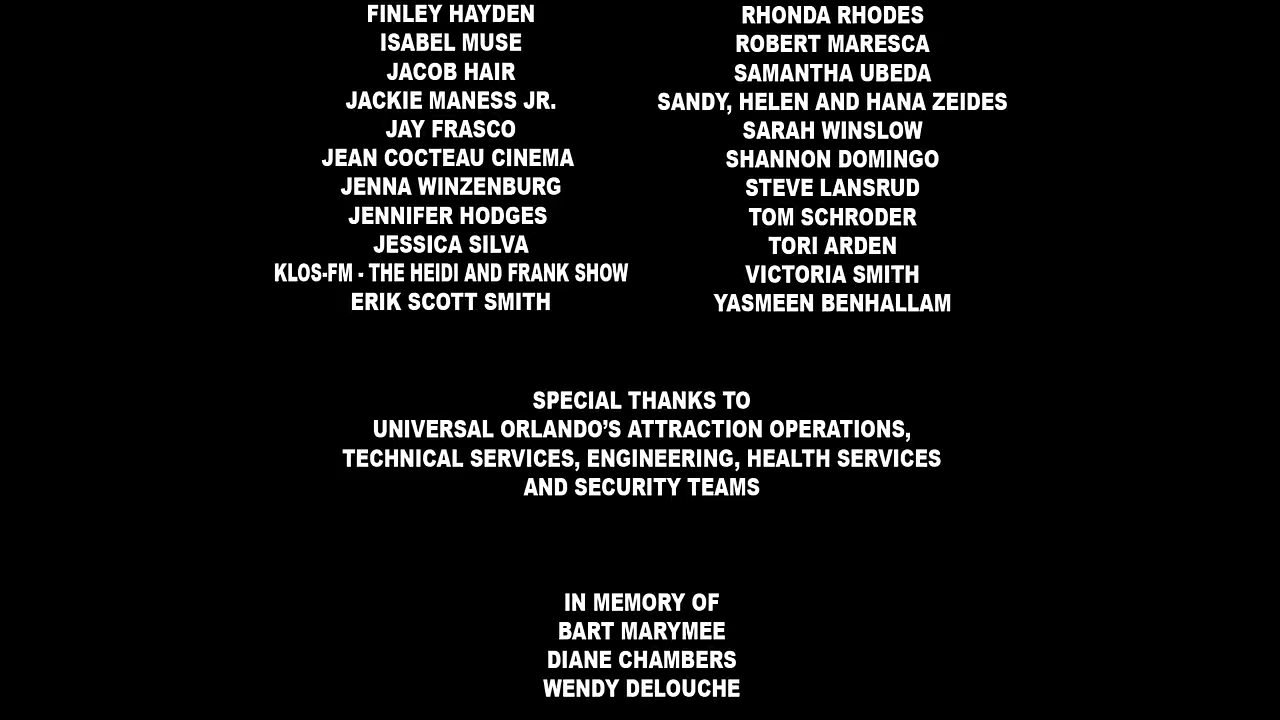 FINLEY HAYDEN
ISABEL MUSE
JACOB HAIR
JACKIE MANESS JR.
JAY FRASCO
JEAN COCTEAU CINEMA
JENNA WINZENBURG
JENNIFER HODGES
JESSICA SILVA
KLOS-FM - THE HEIDI AND FRANK SHOW
ERIK SCOTT SMITH
RHONDA RHODES
ROBERT MARESCA
SAMANTHA UBEDA
SANDY, HELEN AND HANA ZEIDES
SARAH WINSLOW
SHANNON DOMINGO
STEVE LANSRUD
TOM SCHRODER
TORI ARDEN
VICTORIA SMITH
YASMEEN BENHALLAM
SPECIAL THANKS TO
UNIVERSAL ORLANDO’S ATTRACTION OPERATIONS,
TECHNICAL SERVICES, ENGINEERING, HEALTH SERVICES
AND SECURITY TEAMS
IN MEMORY OF
BART MARYMEE
DIANE CHAMBERS
WENDY DELOUCHE